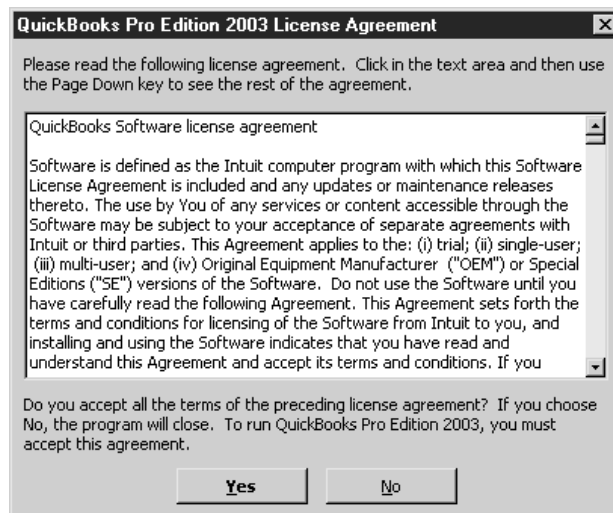 QuickBooks Pro Edition 2003 License Agreement
Please read the following license agreement. Click in the text area and then use
the Page Down key to see the rest of the agreement.
QuickBooks Software license agreement
Software is defined as the Intuit computer program with which this Software
License Agreement is included and any updates or maintenance releases
thereto. The use by You of any services or content accessible through the
Software may be subject to your acceptance of separate agreements with
Intuit or third parties. This Agreement applies to the: (i) trial; (ii) single-user;
(iii) multi-user; and (iv) Original Equipment Manufacturer ("OEM") or Special
Editions ("SE") versions of the Software. Do not use the Software until you
have carefully read the following Agreement. This Agreement sets forth the
terms and conditions for licensing of the Software from Intuit to you, and
installing and using the Software indicates that you have read and
understand this Agreement and accept its terms and conditions. If you
Do you accept all the terms of the preceding license agreement? If you choose
No, the program will close. To run QuickBooks Pro Edition 2003, you must
accept this agreement.
Yes No